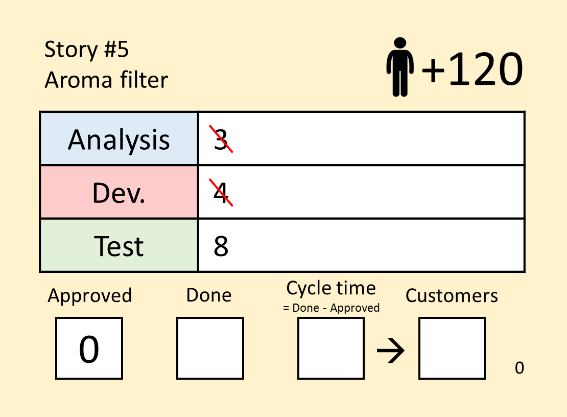 Story #5
Aroma filter
+120
Analysis 3
Dev. 4
Test 8
Approved Done Cycle time Customers
= Done - Approved
0 →
0